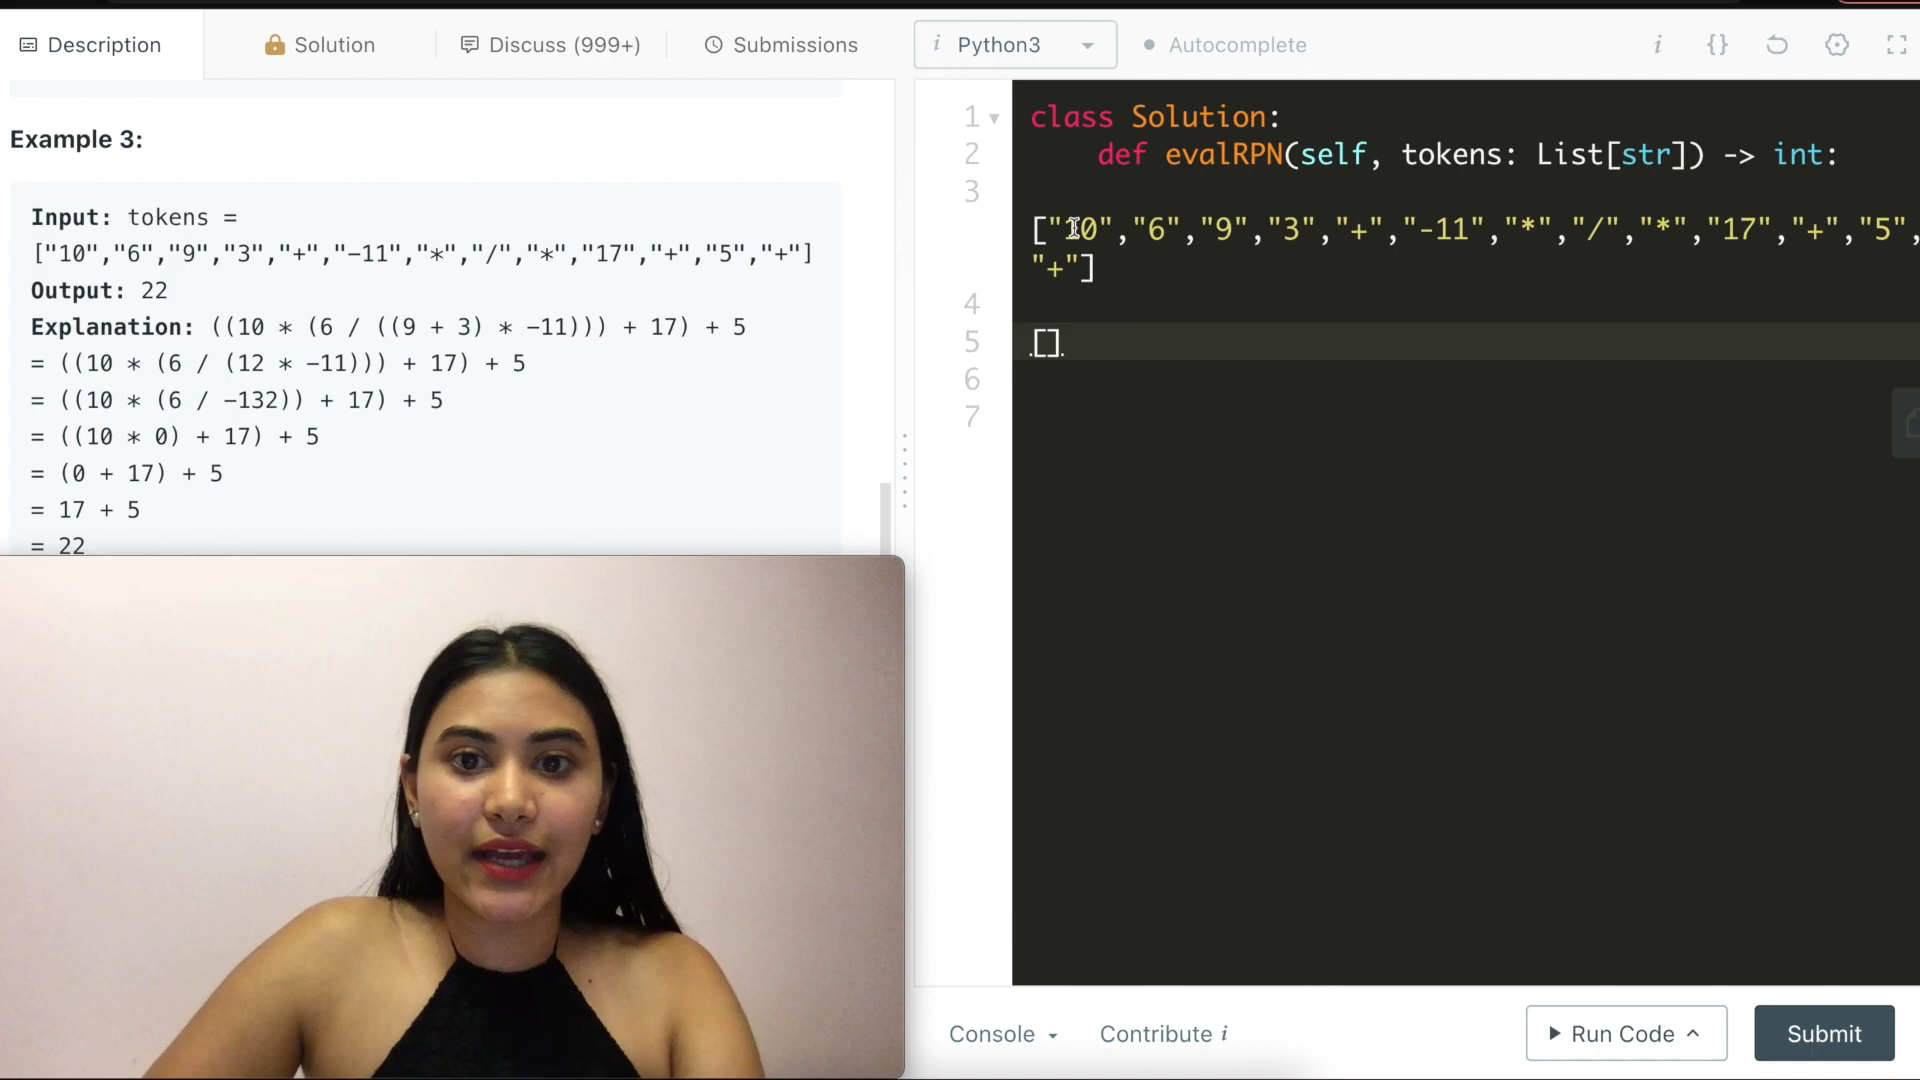 Description
Solution
Discuss (999+)
Submissions
i Python3
Autocomplete
i {}
Example 3:
Input: tokens =
["10","6","9","3","+","-11","*","/","*","17","+","5","+"]
Output: 22
Explanation: ((10 * (6 / ((9 + 3) * -11))) + 17) + 5
= ((10 * (6 / (12 * -11))) + 17) + 5
= ((10 * (6 / -132)) + 17) + 5
= ((10 * 0) + 17) + 5
= (0 + 17) + 5
= 17 + 5
= 22
1 class Solution:
2 def evalRPN(self, tokens: List[str]) -> int:
3
["10","6","9","3","+","-11","*","/","*","17","+","5",
"+"]
4
5 []
6
7
Console
Contribute i
Run Code
Submit